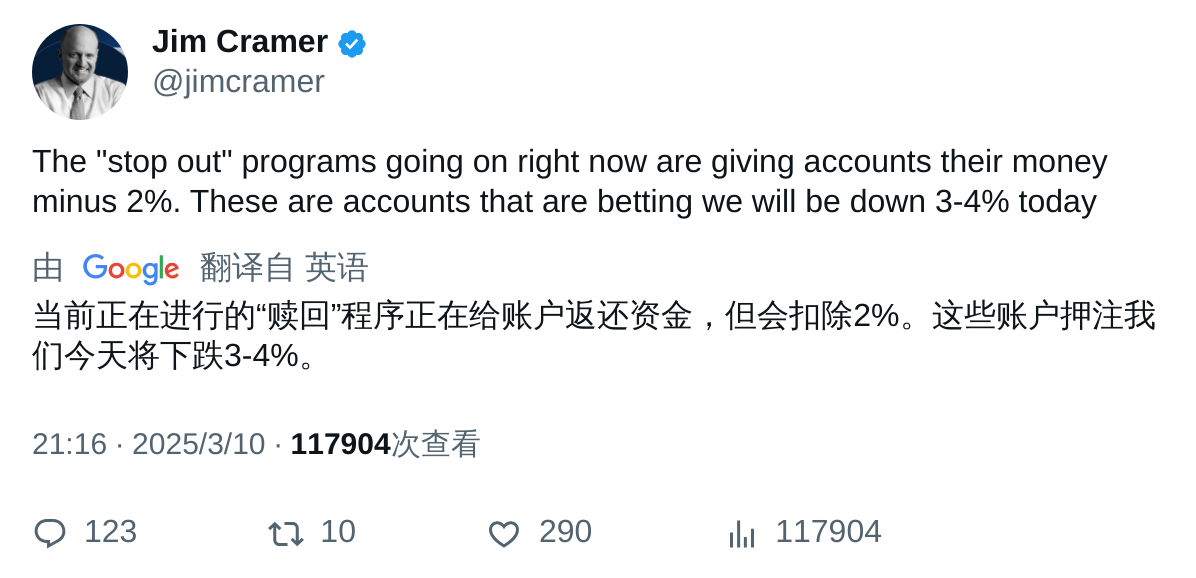 Jim Cramer
@jimcramer
The "stop out" programs going on right now are giving accounts their money
minus 2%. These are accounts that are betting we will be down 3-4% today
由 Google 翻译自 英语
当前正在进行的“赎回”程序正在给账户返还资金，但会扣除2%。这些账户押注我
们今天将下跌3-4%。
21:16 · 2025/3/10 · 117904次查看
123 10 290 117904